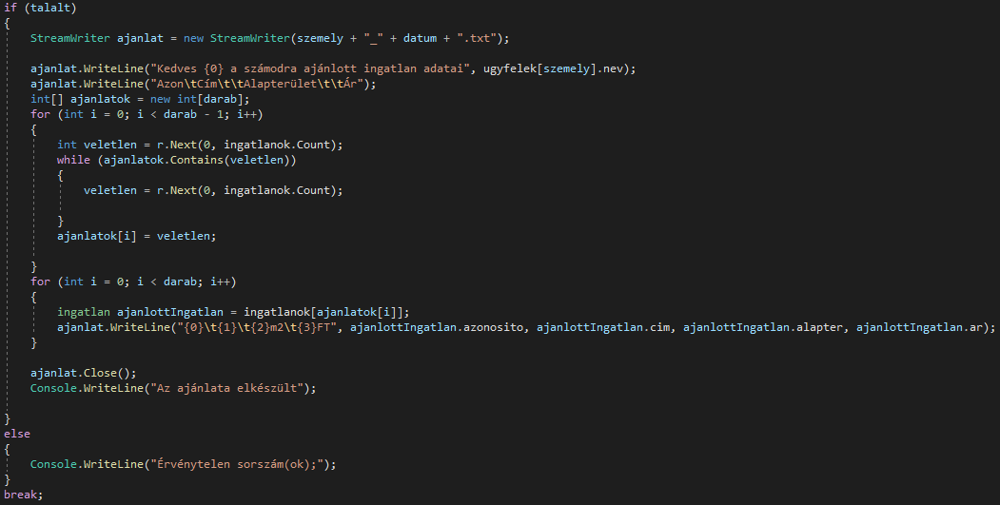 if (talalt)
{
StreamWriter ajanlat = new StreamWriter(szemely + "_" + datum + ".txt");
ajanlat.WriteLine("Kedves {0} a számodra ajánlott ingatlan adatai", ugyfelek[szemely].nev);
ajanlat.WriteLine("Azon\tCím\t\tAlapterület\t\tÁr");
int[] ajanlatok = new int[darab];
for (int i = 0; i < darab - 1; i++)
{
int veletlen = r.Next(0, ingatlanok.Count);
while (ajanlatok.Contains(veletlen))
{
veletlen = r.Next(0, ingatlanok.Count);
}
ajanlatok[i] = veletlen;
}
for (int i = 0; i < darab; i++)
{
ingatlan ajanlottIngatlan = ingatlanok[ajanlatok[i]];
ajanlat.WriteLine("{0}\t{1}\t{2}m2\t{3}FT", ajanlottIngatlan.azonosito, ajanlottIngatlan.cim, ajanlottIngatlan.alapter, ajanlottIngatlan.ar);
}
ajanlat.Close();
Console.WriteLine("Az ajánlata elkészült");
}
else
{
Console.WriteLine("Érvénytelen sorszám(ok);");
}
break;